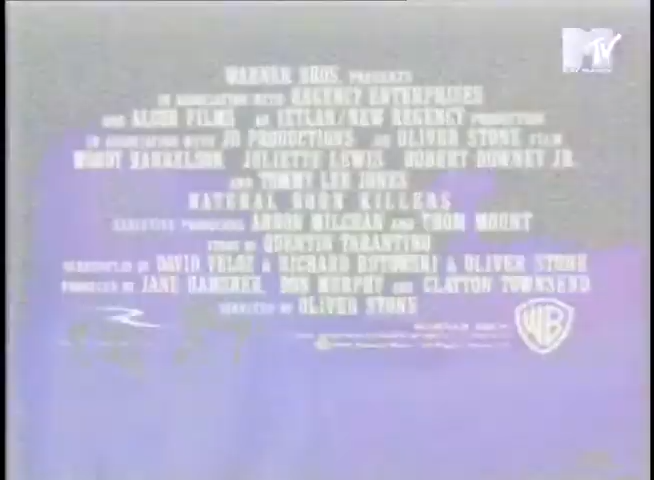 MTV
MUSIC TELEVISION
WARNER BROS. PRESENTS
IN ASSOCIATION WITH REGENCY ENTERPRISES
AND ALCOR FILMS AN IXTLAN/NEW REGENCY PRODUCTION
IN ASSOCIATION WITH JD PRODUCTIONS AN OLIVER STONE FILM
WOODY HARRELSON JULIETTE LEWIS ROBERT DOWNEY JR.
AND TOMMY LEE JONES
NATURAL BORN KILLERS
EXECUTIVE PRODUCERS ARNON MILCHAN AND THOM MOUNT
STORY BY QUENTIN TARANTINO
SCREENPLAY BY DAVID VELOZ & RICHARD RUTOWSKI & OLIVER STONE
PRODUCED BY JANE HAMSHER DON MURPHY AND CLAYTON TOWNSEND
DIRECTED BY OLIVER STONE
WB